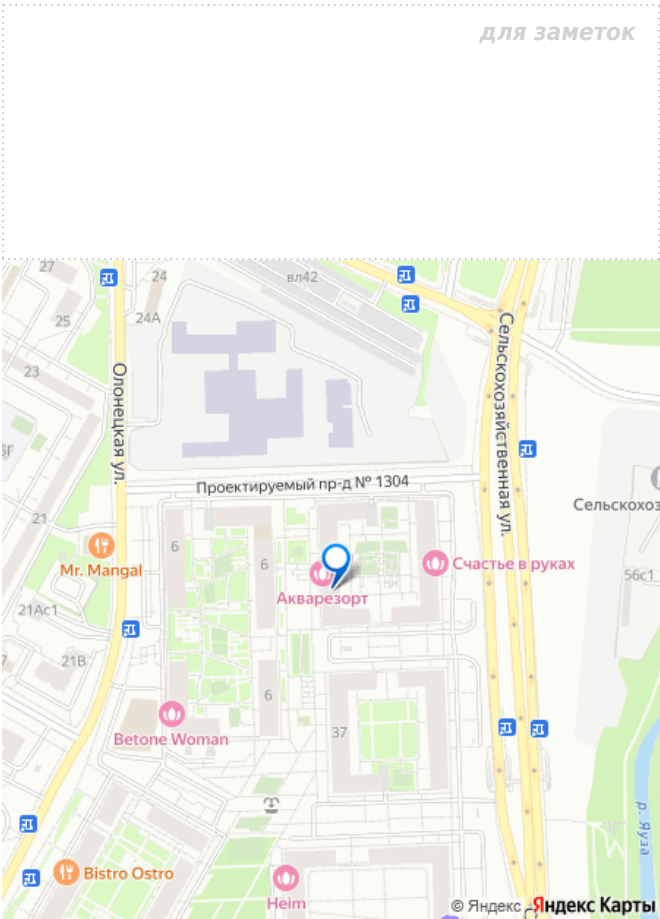 для заметок
27
24
вл42
25
24А
23
Олонецкая ул.
Сельскохозяйственная ул.
Проектируемый пр-д № 1304
21
6
6
Mr. Mangal
Акварезорт
Счастье в руках
56с1
21Ас1
21В
6
37
Betone Woman
р. Яуза
Bistro Ostro
Heim
© Яндекс
Яндекс Карты